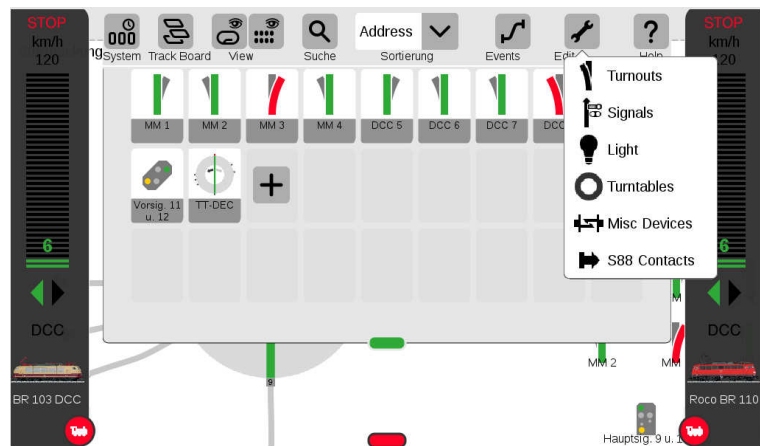 STOP
km/h
120
6
DCC
BR 103 DCC
System
Track Board
View
Suche
Address
Sortierung
Events
Help
MM 1
MM 2
MM 3
MM 4
DCC 5
DCC 6
DCC 7
DCC
Vorsig. 11
u. 12
TT-DEC
Turnouts
Signals
Light
Turntables
Misc Devices
S88 Contacts
9
MM 2
MM
M
Hauptsig. 9 u. 1
STOP
km/h
120
6
DCC
Roco BR 110